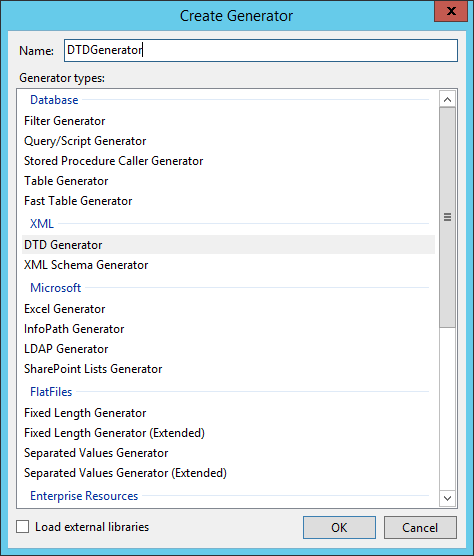 Create Generator
x
Name: DTDGenerator
Generator types:
Database
Filter Generator
Query/Script Generator
Stored Procedure Caller Generator
Table Generator
Fast Table Generator
XML
DTD Generator
XML Schema Generator
Microsoft
Excel Generator
InfoPath Generator
LDAP Generator
SharePoint Lists Generator
FlatFiles
Fixed Length Generator
Fixed Length Generator (Extended)
Separated Values Generator
Separated Values Generator (Extended)
Enterprise Resources
Load external libraries OK Cancel